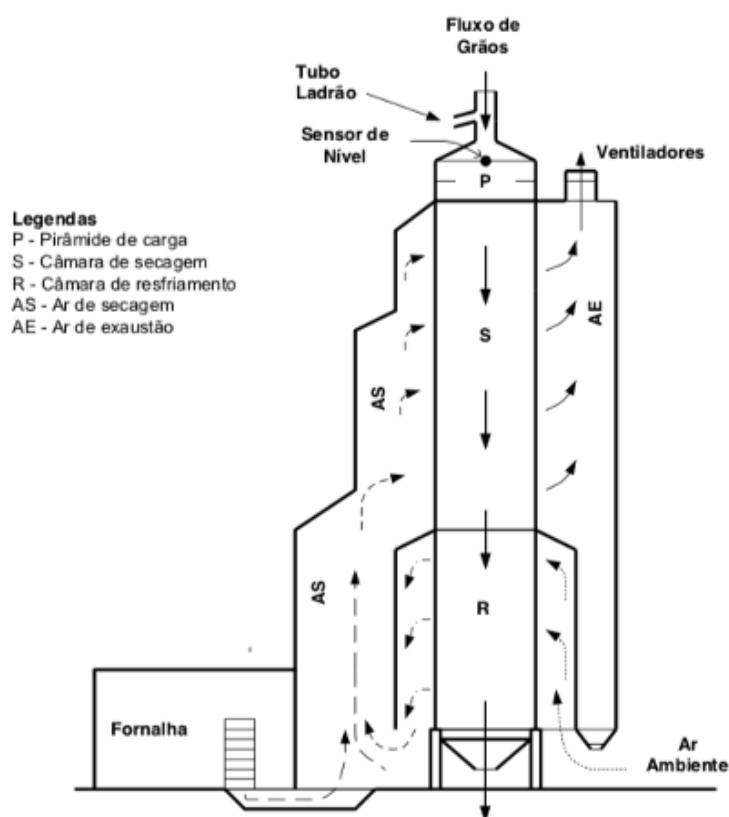 Fluxo de
Grãos
Tubo
Ladrão
Sensor de
Nível
Ventiladores
P
Legendas
P - Pirâmide de carga
S - Câmara de secagem
R - Câmara de resfriamento
AS - Ar de secagem
AE - Ar de exaustão
AE
S
AS
AS
R
Fornalha
Ar
Ambiente